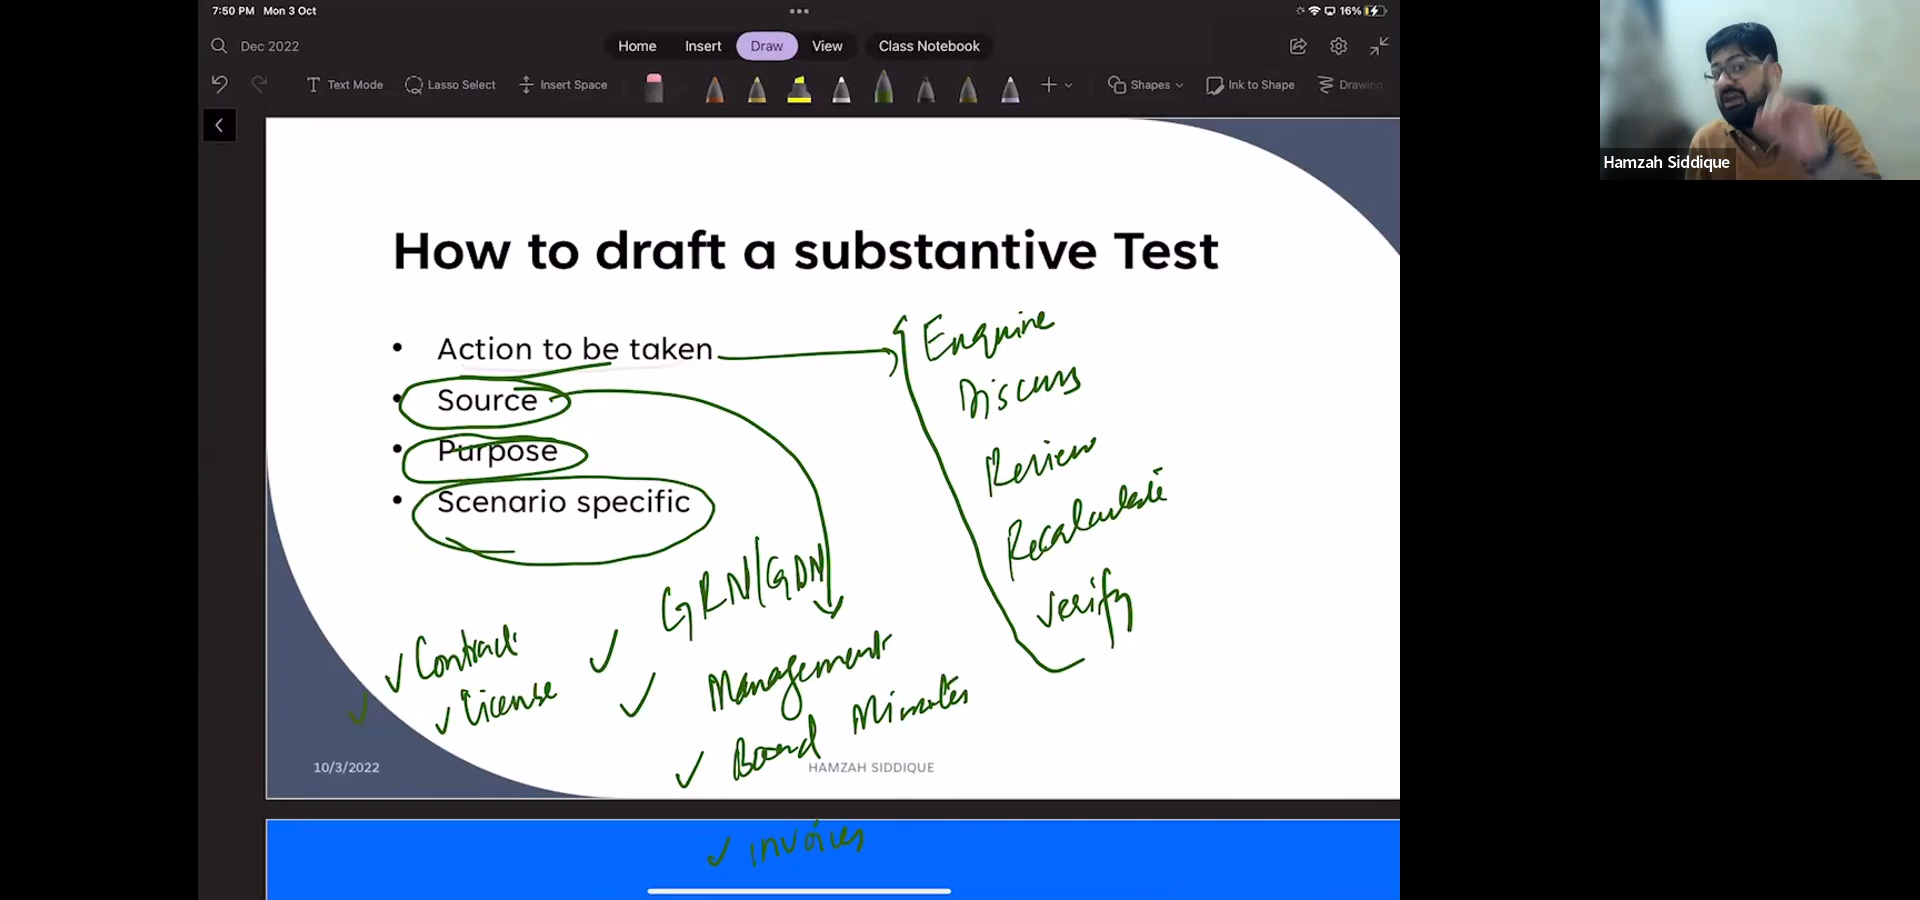 7:50 PM Mon 3 Oct
16%
Dec 2022
Home Insert Draw View Class Notebook
Text Mode Lasso Select Insert Space Shapes Ink to Shape Drawin
Hamzah Siddique
How to draft a substantive Test
• Action to be taken
• Source
• Purpose
• Scenario specific
Enquire
Discuss
Review
Recalculate
Verify
GRN/GDN
Contract
License
Management
Board Minutes
10/3/2022
HAMZAH SIDDIQUE
invoices